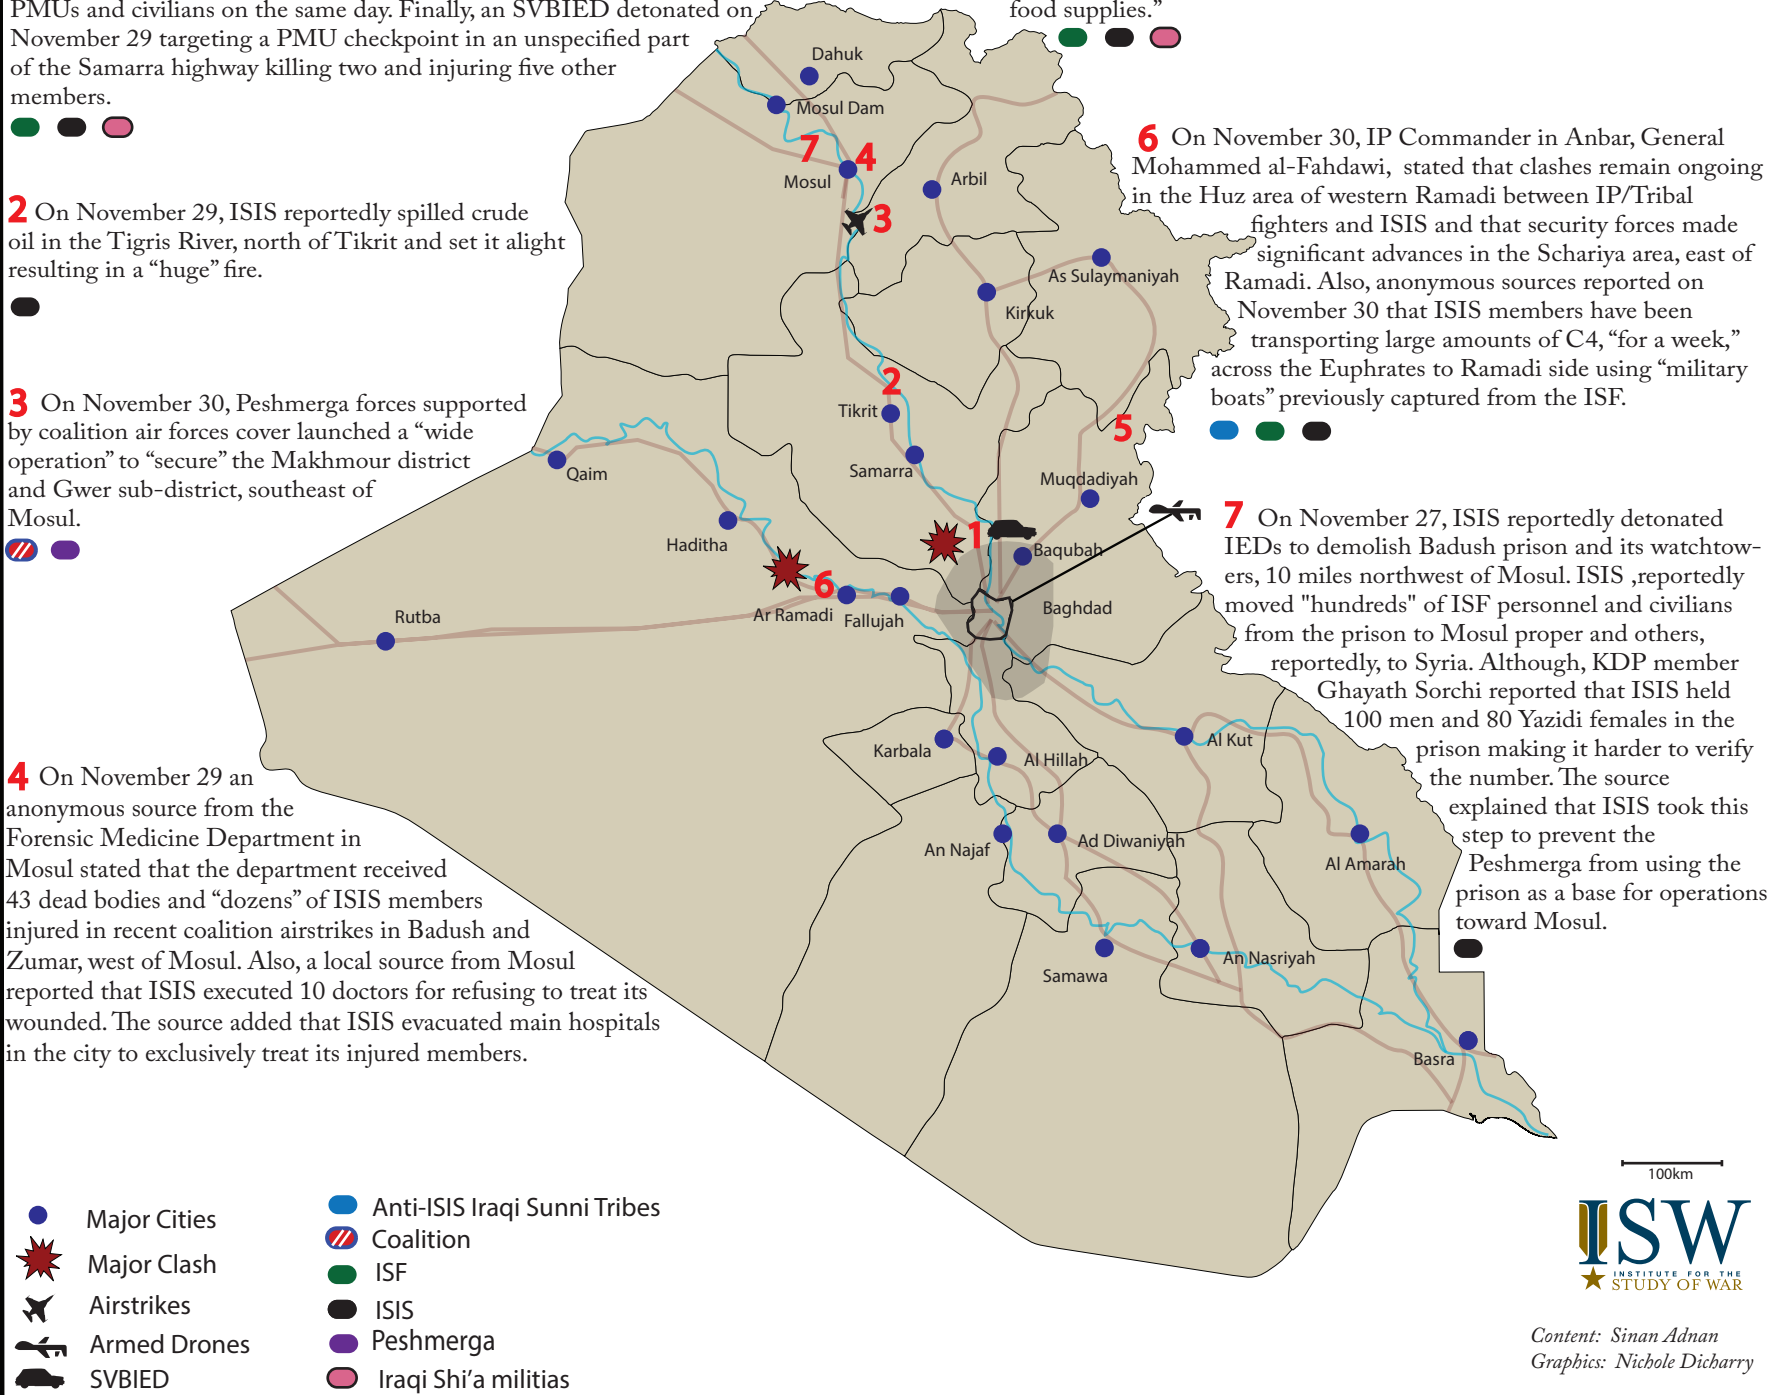 PMUs and civilians on the same day. Finally, an SVBIED detonated on
November 29 targeting a PMU checkpoint in an unspecified part
of the Samarra highway killing two and injuring five other
members.
food supplies.”
2 On November 29, ISIS reportedly spilled crude
oil in the Tigris River, north of Tikrit and set it alight
resulting in a “huge” fire.
3 On November 30, Peshmerga forces supported
by coalition air forces cover launched a “wide
operation” to “secure” the Makhmour district
and Gwer sub-district, southeast of
Mosul.
4 On November 29 an
anonymous source from the
Forensic Medicine Department in
Mosul stated that the department received
43 dead bodies and “dozens” of ISIS members
injured in recent coalition airstrikes in Badush and
Zumar, west of Mosul. Also, a local source from Mosul
reported that ISIS executed 10 doctors for refusing to treat its
wounded. The source added that ISIS evacuated main hospitals
in the city to exclusively treat its injured members.
6 On November 30, IP Commander in Anbar, General
Mohammed al-Fahdawi, stated that clashes remain ongoing
in the Huz area of western Ramadi between IP/Tribal
fighters and ISIS and that security forces made
significant advances in the Schariya area, east of
Ramadi. Also, anonymous sources reported on
November 30 that ISIS members have been
transporting large amounts of C4, “for a week,”
across the Euphrates to Ramadi side using “military
boats” previously captured from the ISF.
7 On November 27, ISIS reportedly detonated
IEDs to demolish Badush prison and its watchtow-
ers, 10 miles northwest of Mosul. ISIS ,reportedly
moved "hundreds" of ISF personnel and civilians
from the prison to Mosul proper and others,
reportedly, to Syria. Although, KDP member
Ghayath Sorchi reported that ISIS held
100 men and 80 Yazidi females in the
prison making it harder to verify
the number. The source
explained that ISIS took this
step to prevent the
Peshmerga from using the
prison as a base for operations
toward Mosul.
Dahuk
Mosul Dam
7
4
Mosul
Arbil
3
As Sulaymaniyah
Kirkuk
2
Tikrit
5
Samarra
Qaim
Muqdadiyah
Haditha
1
Baqubah
6
Ar Ramadi
Fallujah
Baghdad
Rutba
Karbala
Al Hillah
Al Kut
An Najaf
Ad Diwaniyah
Al Amarah
Samawa
An Nasriyah
Basra
Major Cities
Major Clash
Airstrikes
Armed Drones
SVBIED
Anti-ISIS Iraqi Sunni Tribes
Coalition
ISF
ISIS
Peshmerga
Iraqi Shi’a militias
100km
ISW
INSTITUTE FOR THE
STUDY OF WAR
Content: Sinan Adnan
Graphics: Nichole Dicharry